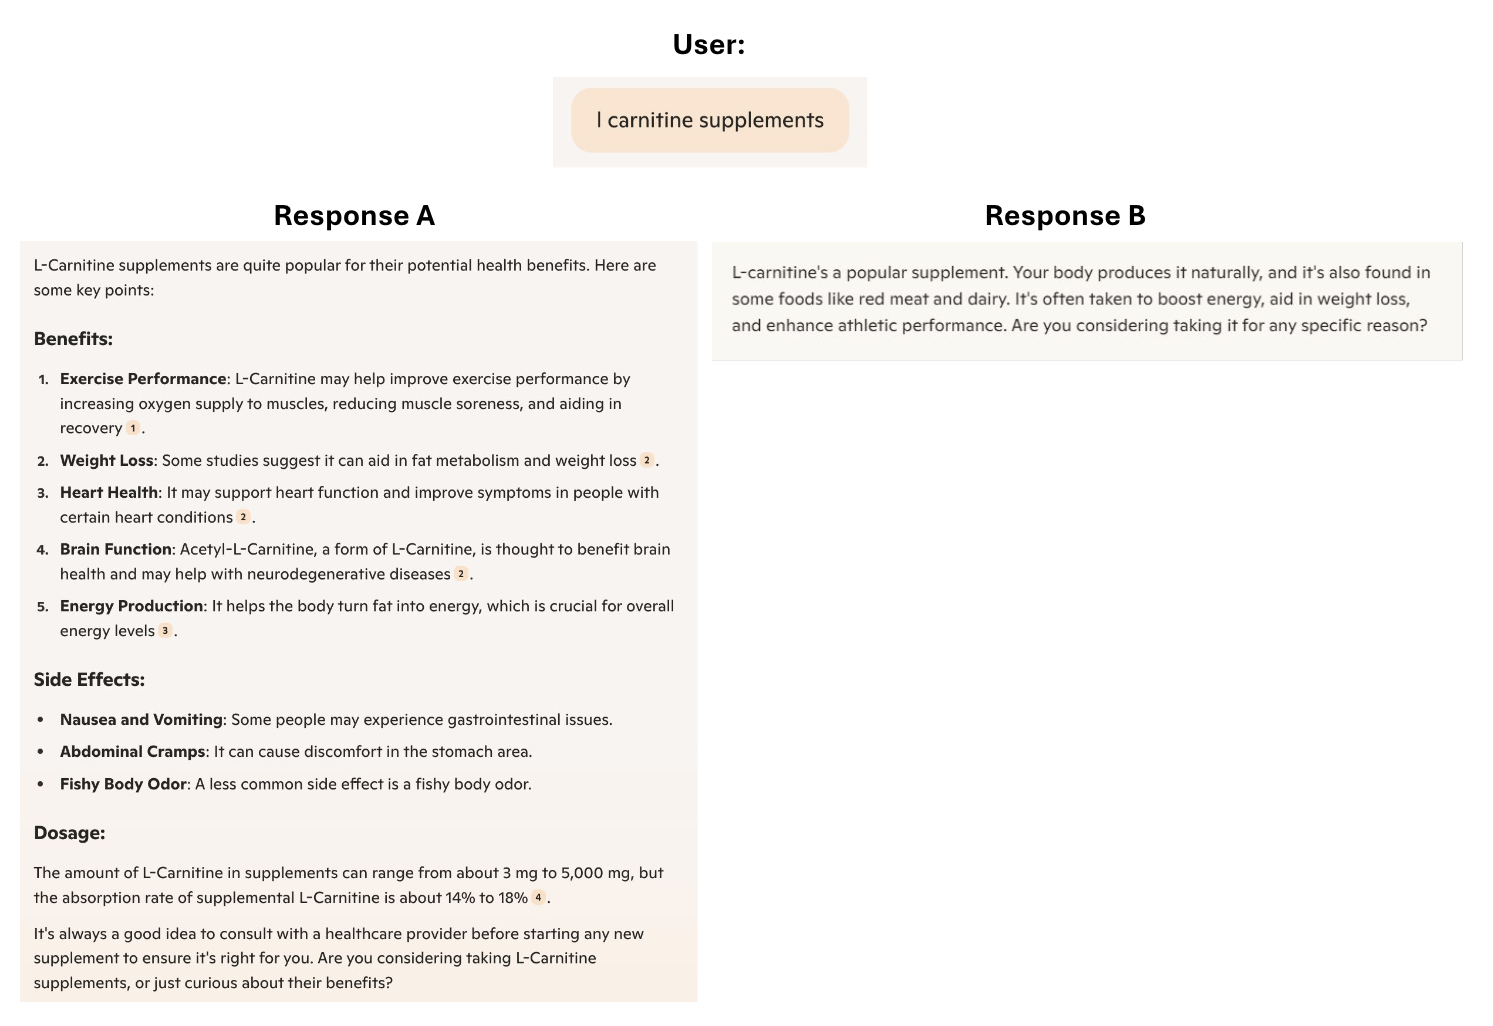 User:
l carnitine supplements
Response A
L-Carnitine supplements are quite popular for their potential health benefits. Here are
some key points:
Benefits:
1. Exercise Performance: L-Carnitine may help improve exercise performance by
increasing oxygen supply to muscles, reducing muscle soreness, and aiding in
recovery 1.
2. Weight Loss: Some studies suggest it can aid in fat metabolism and weight loss 2.
3. Heart Health: It may support heart function and improve symptoms in people with
certain heart conditions 2.
4. Brain Function: Acetyl-L-Carnitine, a form of L-Carnitine, is thought to benefit brain
health and may help with neurodegenerative diseases 2.
5. Energy Production: It helps the body turn fat into energy, which is crucial for overall
energy levels 3.
Side Effects:
• Nausea and Vomiting: Some people may experience gastrointestinal issues.
• Abdominal Cramps: It can cause discomfort in the stomach area.
• Fishy Body Odor: A less common side effect is a fishy body odor.
Dosage:
The amount of L-Carnitine in supplements can range from about 3 mg to 5,000 mg, but
the absorption rate of supplemental L-Carnitine is about 14% to 18% 4.
It's always a good idea to consult with a healthcare provider before starting any new
supplement to ensure it's right for you. Are you considering taking L-Carnitine
supplements, or just curious about their benefits?
Response B
L-carnitine's a popular supplement. Your body produces it naturally, and it's also found in
some foods like red meat and dairy. It's often taken to boost energy, aid in weight loss,
and enhance athletic performance. Are you considering taking it for any specific reason?